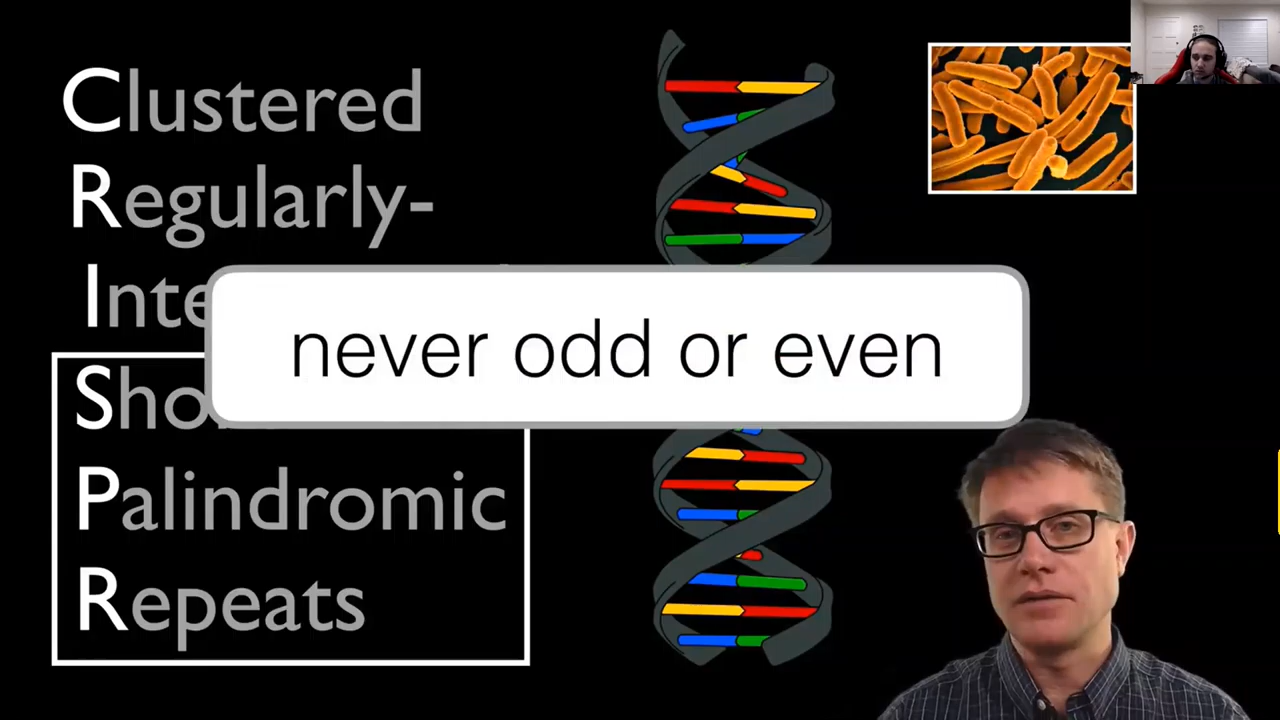 Clustered
Regularly-
Inte
never odd or even
Sho
Palindromic
Repeats